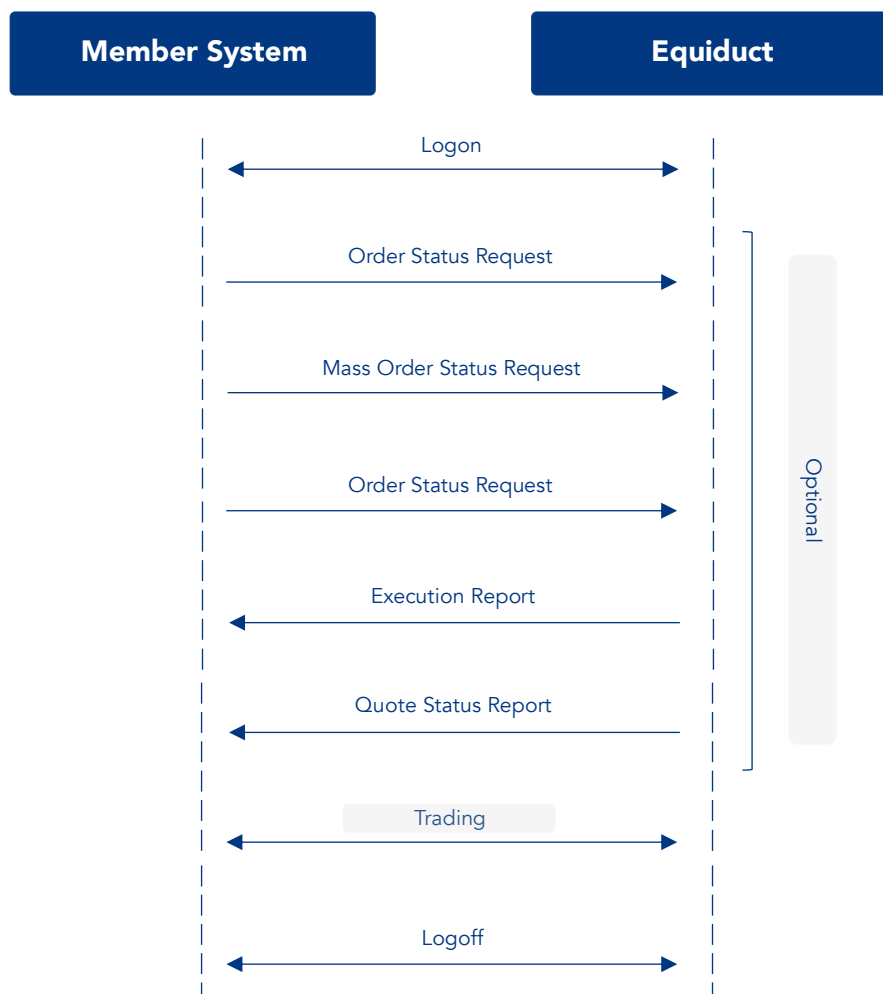 Member System
Equiduct
Logon
Order Status Request
Mass Order Status Request
Order Status Request
Optional
Execution Report
Quote Status Report
Trading
Logoff